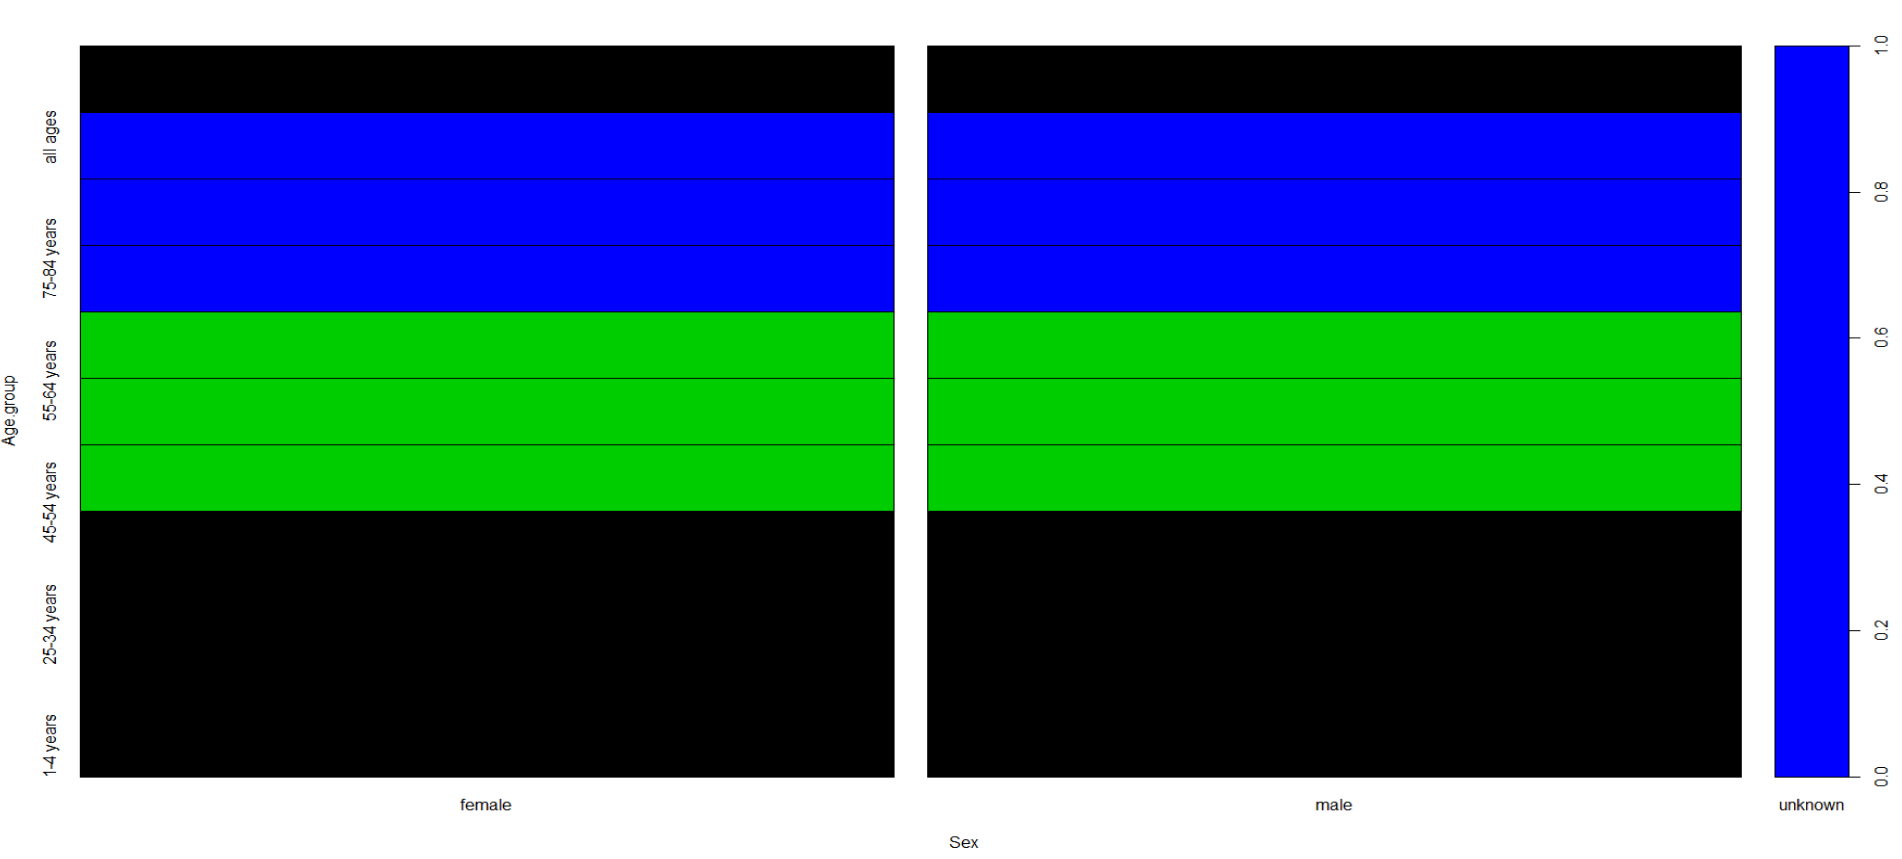 Age.group
all ages
75-84 years
55-64 years
45-54 years
25-34 years
1-4 years
1.0
0.8
0.6
0.4
0.2
0.0
female
male
unknown
Sex